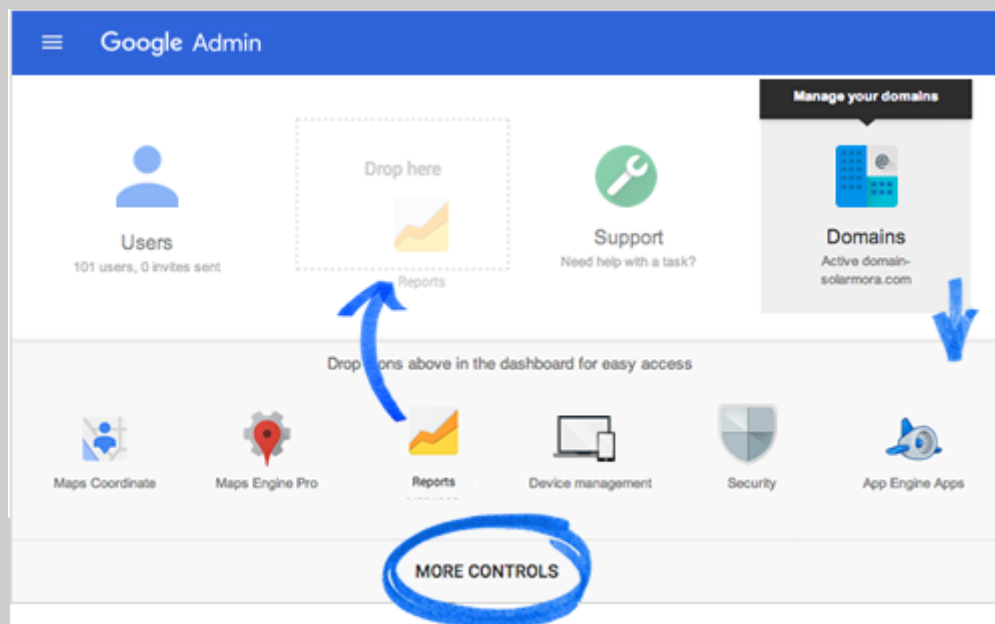 Google Admin
Manage your domains
Drop here
Users
101 users, 0 invites sent
Reports
Support
Need help with a task?
Domains
Active domain-
solarmora.com
Drop above in the dashboard for easy access
Maps Coordinate
Maps Engine Pro
Reports
Device management
Security
App Engine Apps
MORE CONTROLS